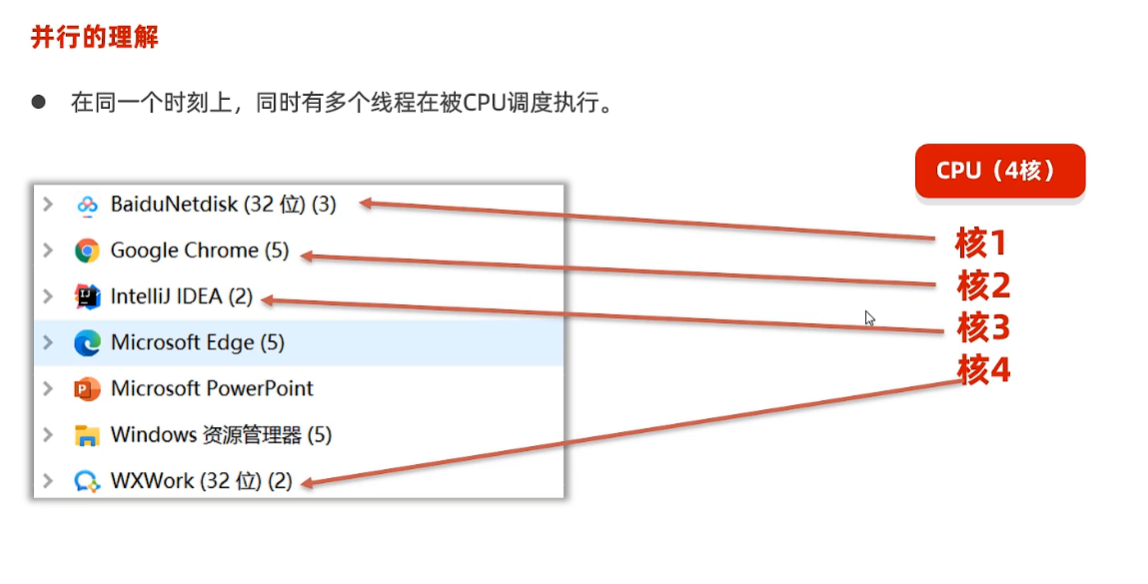 并行的理解
● 在同一个时刻上，同时有多个线程在被CPU调度执行。
CPU（4核）
BaiduNetdisk (32 位) (3)
Google Chrome (5)
IntelliJ IDEA (2)
Microsoft Edge (5)
Microsoft PowerPoint
Windows 资源管理器 (5)
WXWork (32 位) (2)
核1
核2
核3
核4